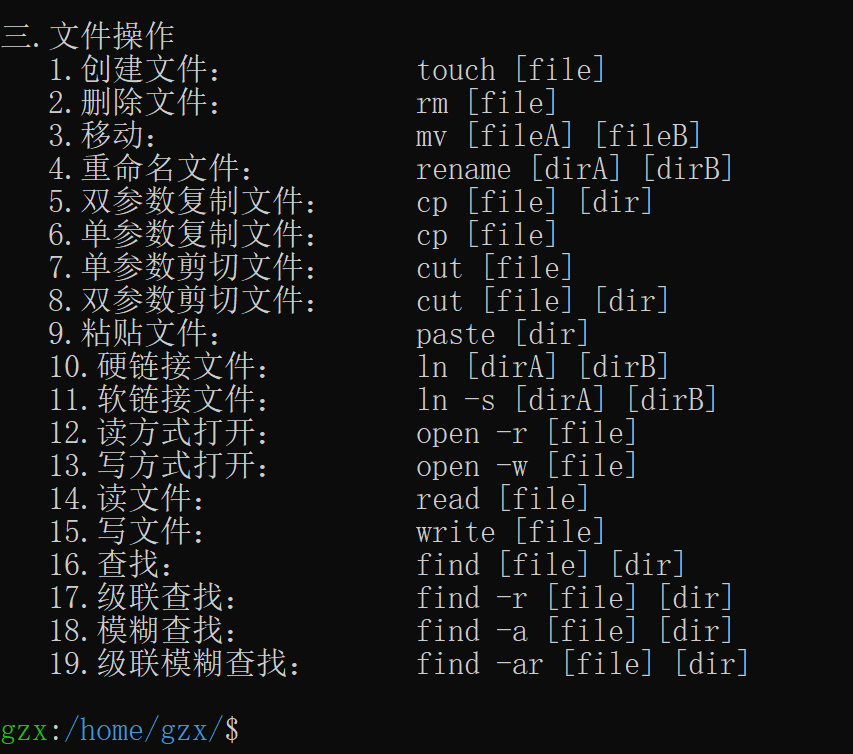 三.文件操作
1.创建文件: touch [file]
2.删除文件: rm [file]
3.移动: mv [fileA] [fileB]
4.重命名文件: rename [dirA] [dirB]
5.双参数复制文件: cp [file] [dir]
6.单参数复制文件: cp [file]
7.单参数剪切文件: cut [file]
8.双参数剪切文件: cut [file] [dir]
9.粘贴文件: paste [dir]
10.硬链接文件: ln [dirA] [dirB]
11.软链接文件: ln -s [dirA] [dirB]
12.读方式打开: open -r [file]
13.写方式打开: open -w [file]
14.读文件: read [file]
15.写文件: write [file]
16.查找: find [file] [dir]
17.级联查找: find -r [file] [dir]
18.模糊查找: find -a [file] [dir]
19.级联模糊查找: find -ar [file] [dir]
gzx:/home/gzx/$